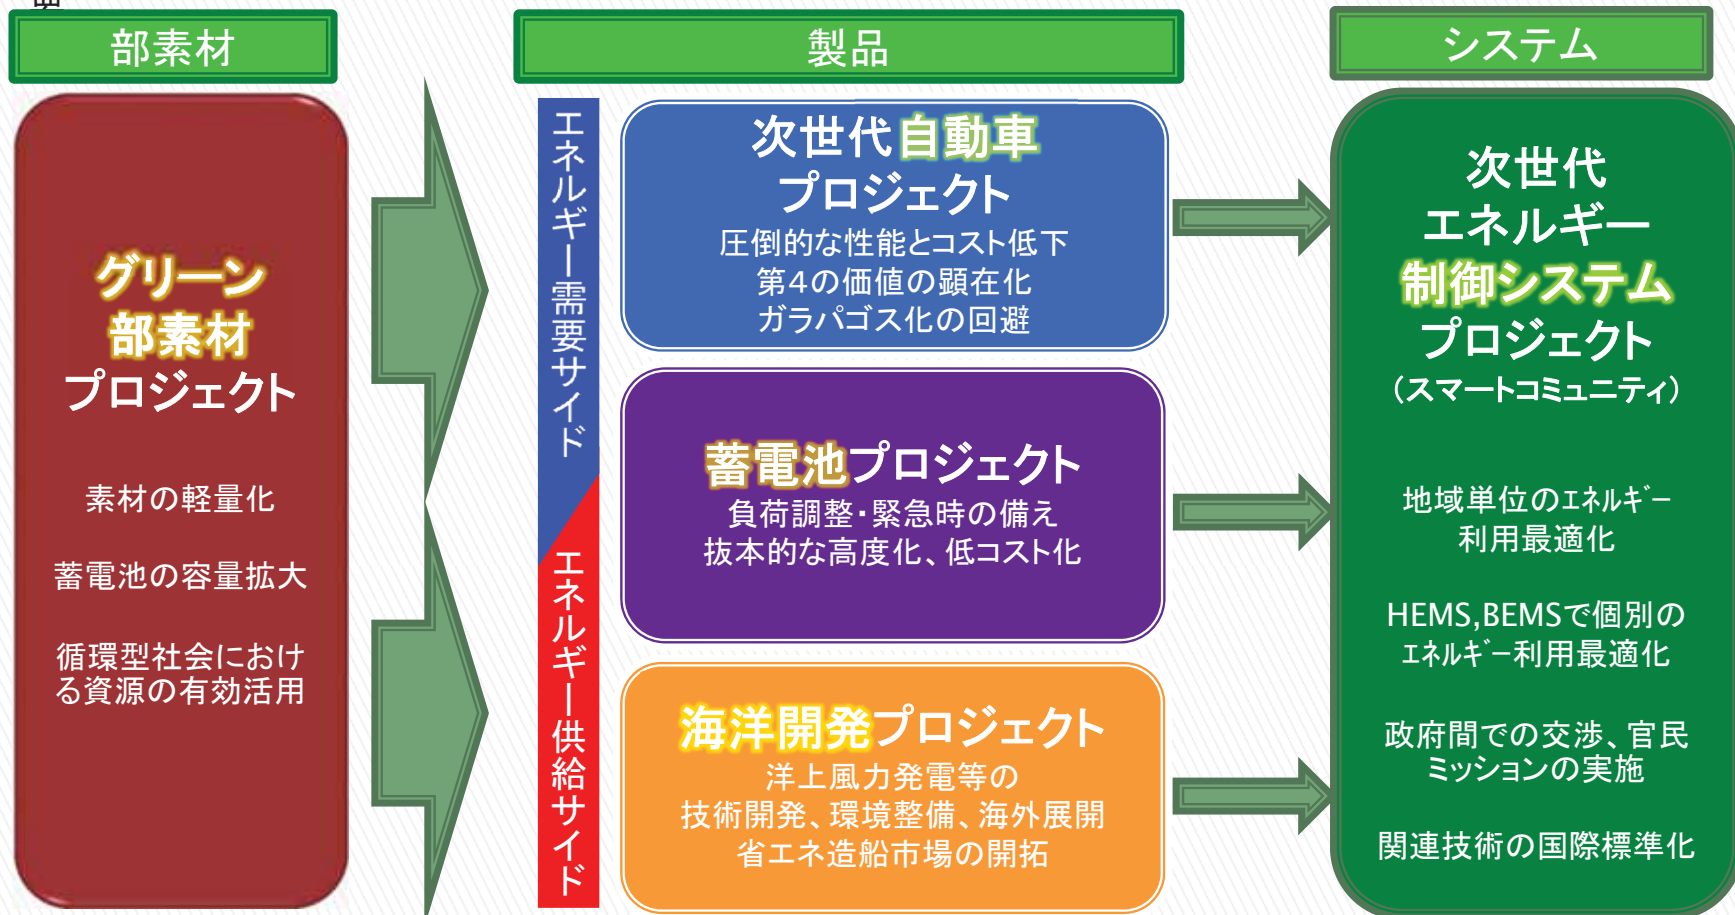 部素材
製品
システム
グリーン
部素材
プロジェクト
素材の軽量化
蓄電池の容量拡大
循環型社会におけ
る資源の有効活用
エネルギー需要サイド
エネルギー供給サイド
次世代自動車
プロジェクト
圧倒的な性能とコスト低下
第4の価値の顕在化
ガラパゴス化の回避
蓄電池プロジェクト
負荷調整・緊急時の備え
抜本的な高度化、低コスト化
海洋開発プロジェクト
洋上風力発電等の
技術開発、環境整備、海外展開
省エネ造船市場の開拓
次世代
エネルギー
制御システム
プロジェクト
（スマートコミュニティ）
地域単位のｴﾈﾙｷﾞｰ
利用最適化
HEMS,BEMSで個別の
ｴﾈﾙｷﾞｰ利用最適化
政府間での交渉、官民
ミッションの実施
関連技術の国際標準化